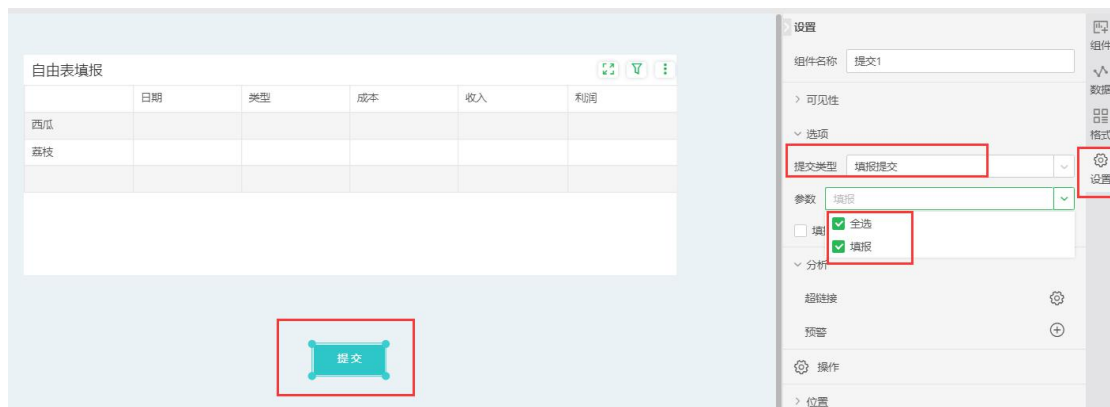 自由表填报
日期 类型 成本 收入 利润
西瓜
荔枝
提交
设置
组件名称 提交1
可见性
选项
提交类型 填报提交
参数 填报
全选
填
填报
分析
超链接
预警
操作
位置
组件
数据
格式
设置